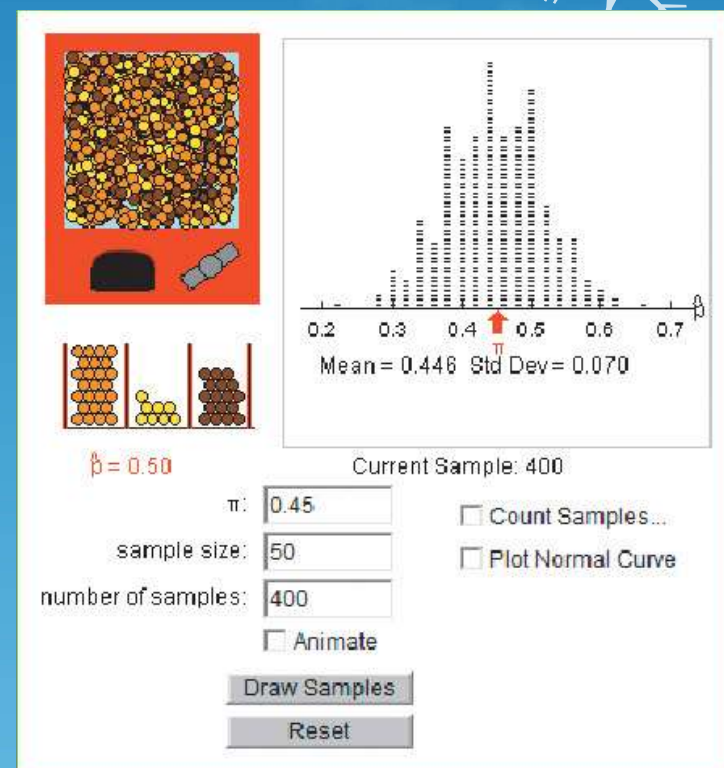 0.2 0.3 0.4 0.5 0.6 0.7 p̂
π
Mean = 0.446 Std Dev = 0.070
p̂ = 0.50
Current Sample: 400
π: 0.45
Count Samples...
sample size: 50
Plot Normal Curve
number of samples: 400
Animate
Draw Samples
Reset